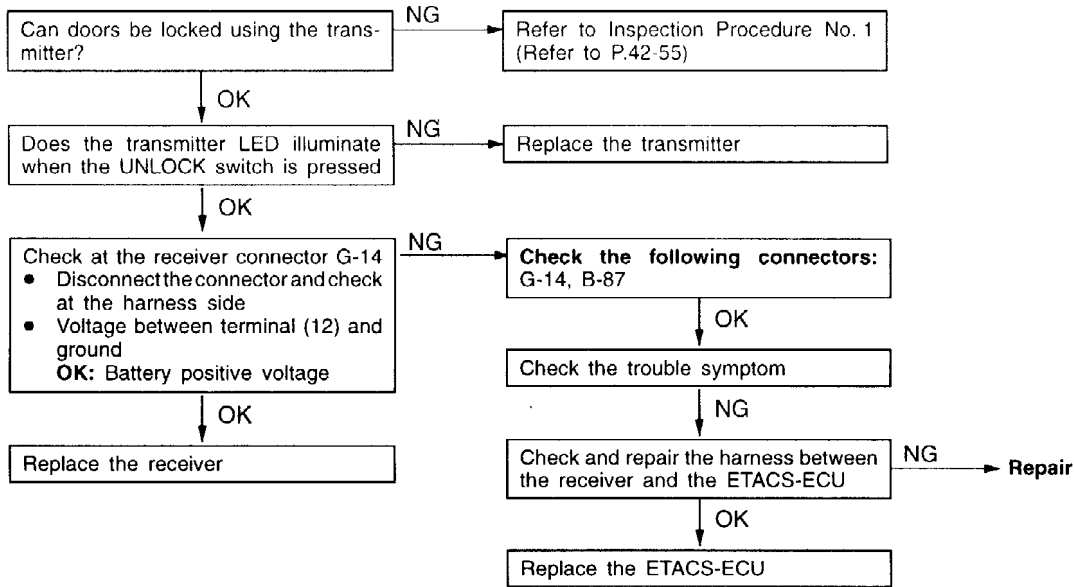 Can doors be locked using the trans-
mitter?
NG
Refer to Inspection Procedure No. 1
(Refer to P.42-55)
OK
Does the transmitter LED illuminate
when the UNLOCK switch is pressed
NG
Replace the transmitter
OK
Check at the receiver connector G-14
● Disconnect the connector and check
at the harness side
● Voltage between terminal (12) and
ground
OK: Battery positive voltage
NG
Check the following connectors:
G-14, B-87
OK
Check the trouble symptom
OK
NG
Replace the receiver
Check and repair the harness between
the receiver and the ETACS-ECU
NG
Repair
OK
Replace the ETACS-ECU